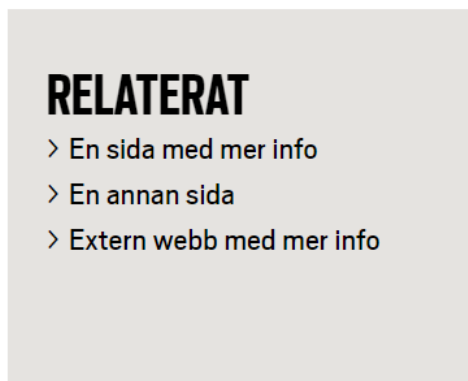 RELATERAT
> En sida med mer info
> En annan sida
> Extern webb med mer info